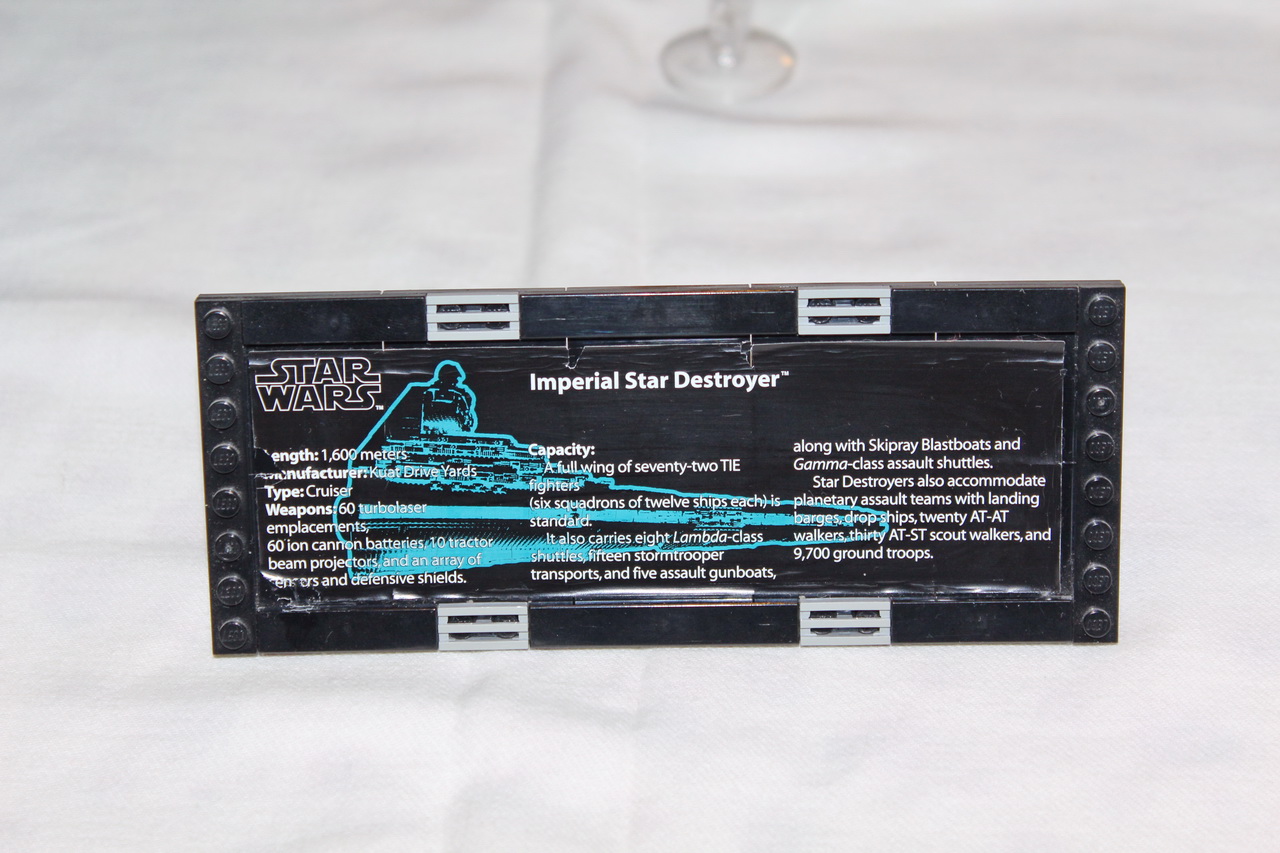 STAR
WARS™
Imperial Star Destroyer™
Length: 1,600 meters
Manufacturer: Kuat Drive Yards
Type: Cruiser
Weapons: 60 turbolaser
emplacements,
60 ion cannon batteries, 10 tractor
beam projectors, and an array of
sensors and defensive shields.
Capacity:
A full wing of seventy-two TIE
fighters
(six squadrons of twelve ships each) is
standard.
It also carries eight Lambda-class
shuttles, fifteen stormtrooper
transports, and five assault gunboats,
along with Skipray Blastboats and
Gamma-class assault shuttles.
Star Destroyers also accommodate
planetary assault teams with landing
barges, drop ships, twenty AT-AT
walkers, thirty AT-ST scout walkers, and
9,700 ground troops.